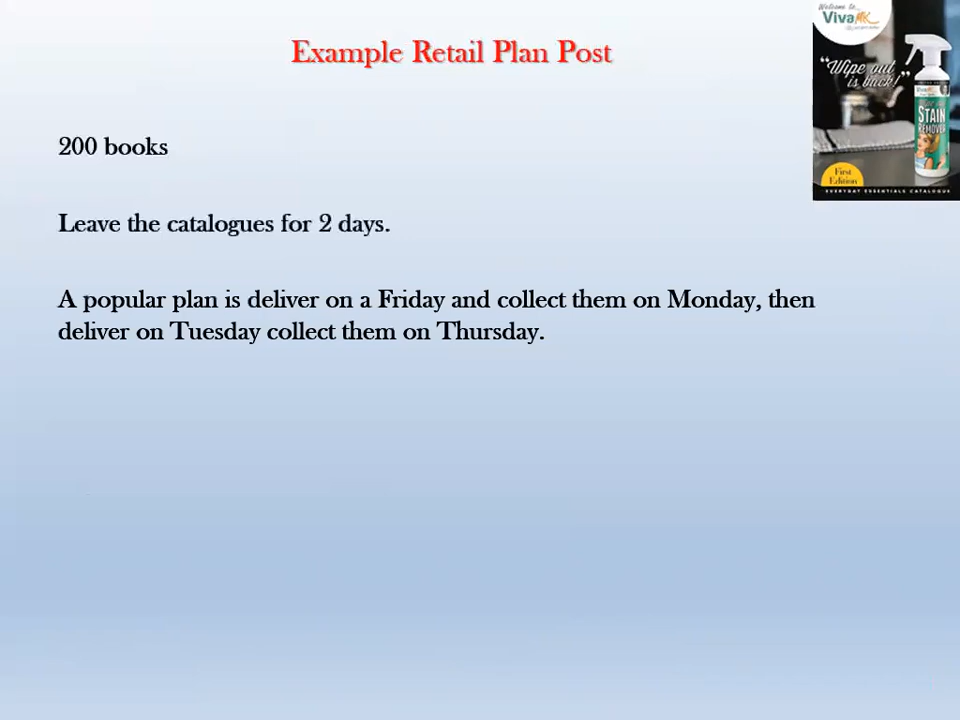 Example Retail Plan Post
Welcome to...
VivaMK
"Wipe out
is back!"
STAIN
REMOVER
First
Edition
EVERYDAY ESSENTIALS CATALOGUE
200 books
Leave the catalogues for 2 days.
A popular plan is deliver on a Friday and collect them on Monday, then
deliver on Tuesday collect them on Thursday.